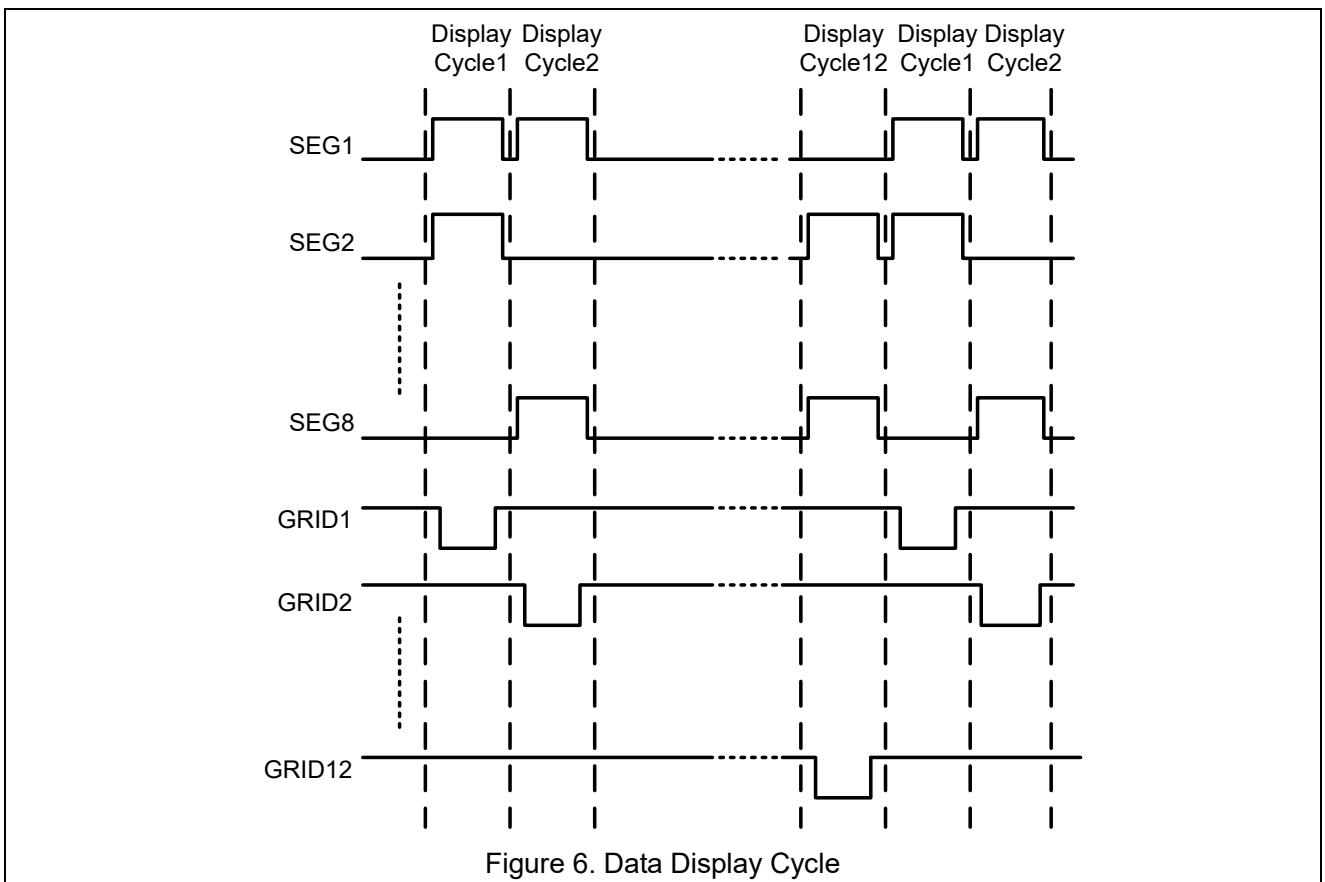 Display Display Display Display Display
Cycle1 Cycle2 Cycle12 Cycle1 Cycle2
SEG1
SEG2
SEG8
GRID1
GRID2
GRID12
Figure 6. Data Display Cycle